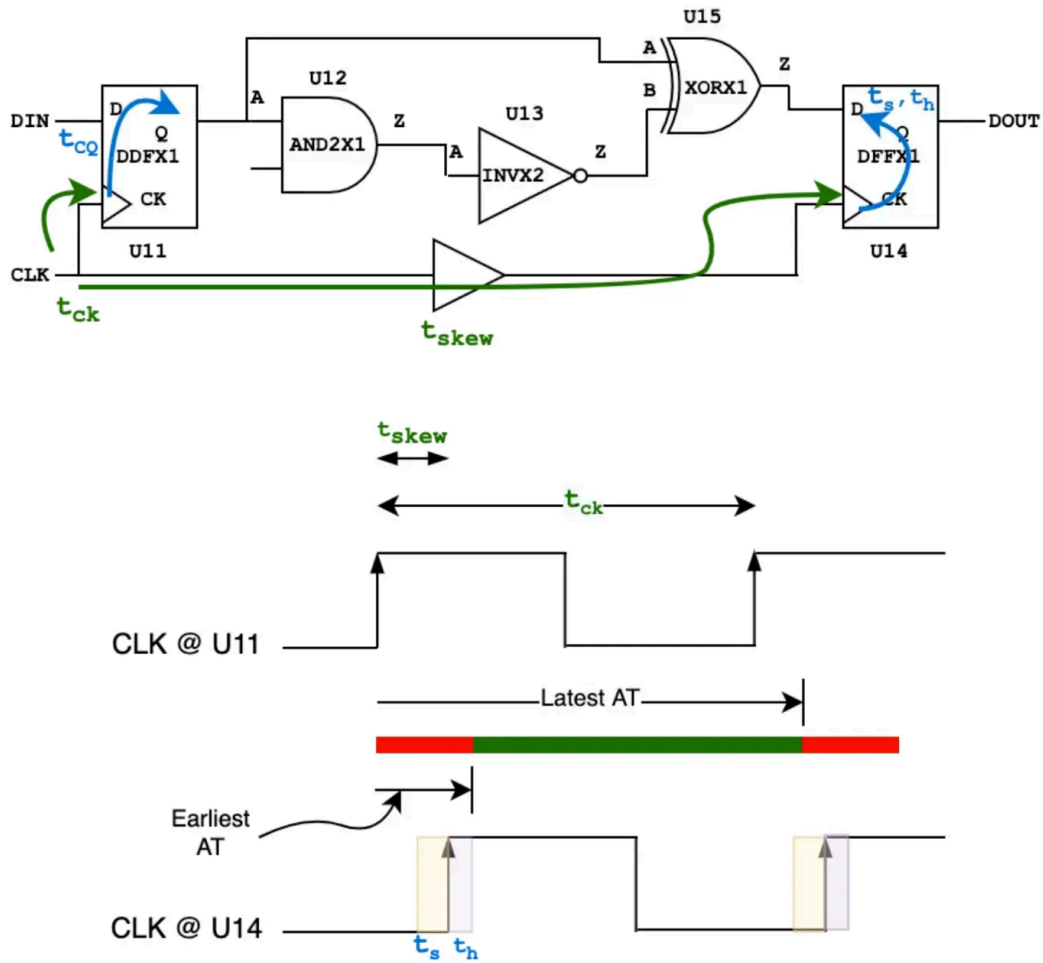 U15
A
XORX1
Z
B
U12
A
AND2X1
Z
U13
A
INVX2
Z
DIN
D
Q
DDFX1
CK
U11
tCQ
CLK
tck
tskew
D
ts, th
Q
DFFX1
CK
U14
DOUT
tskew
tck
CLK @ U11
Latest AT
Earliest
AT
CLK @ U14
ts th